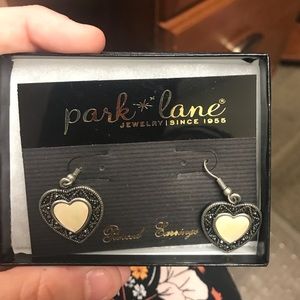 park lane®
JEWELRY | SINCE 1955
Pierced Earrings